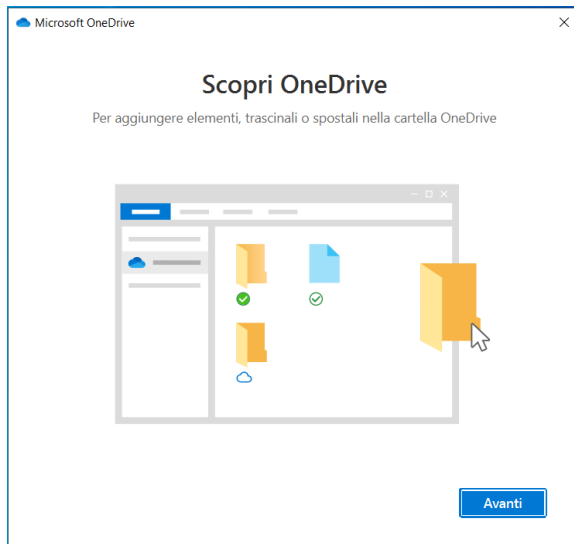 Microsoft OneDrive
Scopri OneDrive
Per aggiungere elementi, trascinali o spostali nella cartella OneDrive
Avanti